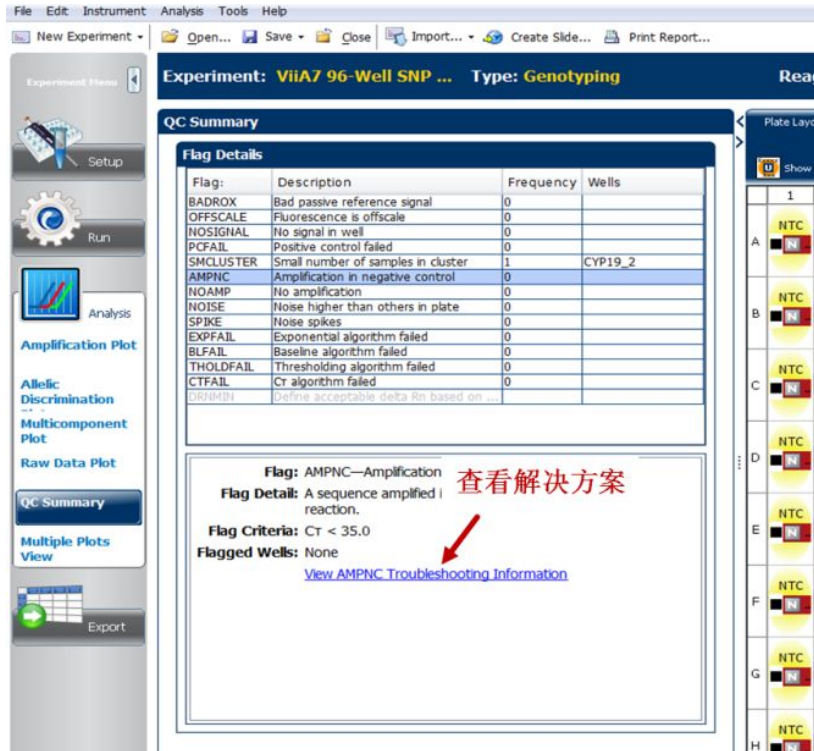 File Edit Instrument Analysis Tools Help
New Experiment Open... Save Close Import... Create Slide... Print Report...
Experiment Menu
Experiment: ViiA7 96-Well SNP ... Type: Genotyping
Setup
Run
Analysis
Amplification Plot
Allelic
Discrimination
Multicomponent
Plot
Raw Data Plot
QC Summary
Multiple Plots
View
Export
QC Summary
Flag Details
Flag: Description Frequency Wells
BADROX Bad passive reference signal 0
OFFSCALE Fluorescence is offscale 0
NOSIGNAL No signal in well 0
PCFAIL Positive control failed 0
SMCLUSTER Small number of samples in cluster 1 CYP19_2
AMPNC Amplification in negative control 0
NOAMP No amplification 0
NOISE Noise higher than others in plate 0
SPIKE Noise spikes 0
EXPFAIL Exponential algorithm failed 0
BLFAIL Baseline algorithm failed 0
THOLDFAIL Thresholding algorithm failed 0
CTFAIL Cт algorithm failed 0
DRNMIN Define acceptable delta Rn based on ...
Flag: AMPNC—Amplification
Flag Detail: A sequence amplified i
reaction.
Flag Criteria: Cт < 35.0
Flagged Wells: None
View AMPNC Troubleshooting Information
查看解决方案
Plate Layo
U Show
1
A NTC N
B NTC N
C NTC N
D NTC N
E NTC N
F NTC N
G NTC N
H NTC